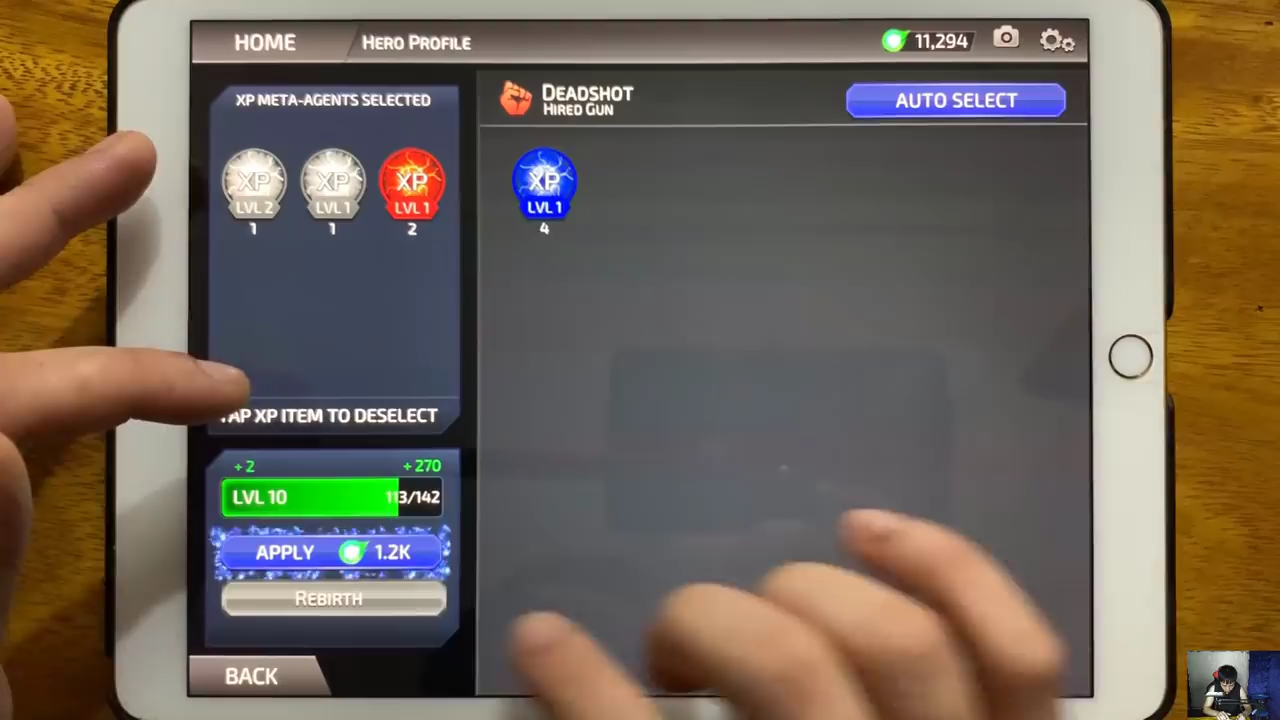 HOME
HERO PROFILE
11,294
XP META-AGENTS SELECTED
XP
LVL 2
1
XP
LVL 1
1
XP
LVL 1
2
TAP XP ITEM TO DESELECT
+2
+270
LVL 10
113/142
APPLY 1.2K
REBIRTH
BACK
DEADSHOT
HIRED GUN
AUTO SELECT
XP
LVL 1
4